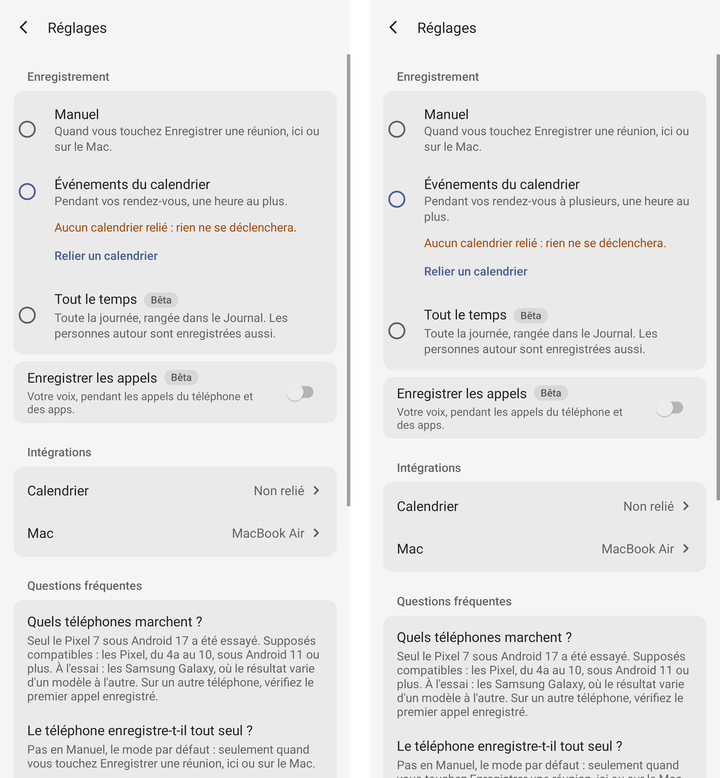 Réglages
Enregistrement
Manuel
Quand vous touchez Enregistrer une réunion, ici ou
sur le Mac.
Événements du calendrier
Pendant vos rendez-vous, une heure au plus.
Aucun calendrier relié : rien ne se déclenchera.
Relier un calendrier
Tout le temps Bêta
Toute la journée, rangée dans le Journal. Les
personnes autour sont enregistrées aussi.
Enregistrer les appels Bêta
Votre voix, pendant les appels du téléphone et
des apps.
Intégrations
Calendrier Non relié
Mac MacBook Air
Questions fréquentes
Quels téléphones marchent ?
Seul le Pixel 7 sous Android 17 a été essayé. Supposés
compatibles : les Pixel, du 4a au 10, sous Android 11 ou
plus. À l'essai : les Samsung Galaxy, où le résultat varie
d'un modèle à l'autre. Sur un autre téléphone, vérifiez le
premier appel enregistré.
Le téléphone enregistre-t-il tout seul ?
Pas en Manuel, le mode par défaut : seulement quand
vous touchez Enregistrer une réunion, ici ou sur le Mac.
Réglages
Enregistrement
Manuel
Quand vous touchez Enregistrer une réunion, ici ou
sur le Mac.
Événements du calendrier
Pendant vos rendez-vous à plusieurs, une heure au
plus.
Aucun calendrier relié : rien ne se déclenchera.
Relier un calendrier
Tout le temps Bêta
Toute la journée, rangée dans le Journal. Les
personnes autour sont enregistrées aussi.
Enregistrer les appels Bêta
Votre voix, pendant les appels du téléphone et
des apps.
Intégrations
Calendrier Non relié
Mac MacBook Air
Questions fréquentes
Quels téléphones marchent ?
Seul le Pixel 7 sous Android 17 a été essayé. Supposés
compatibles : les Pixel, du 4a au 10, sous Android 11 ou
plus. À l'essai : les Samsung Galaxy, où le résultat varie
d'un modèle à l'autre. Sur un autre téléphone, vérifiez le
premier appel enregistré.
Le téléphone enregistre-t-il tout seul ?
Pas en Manuel, le mode par défaut : seulement quand